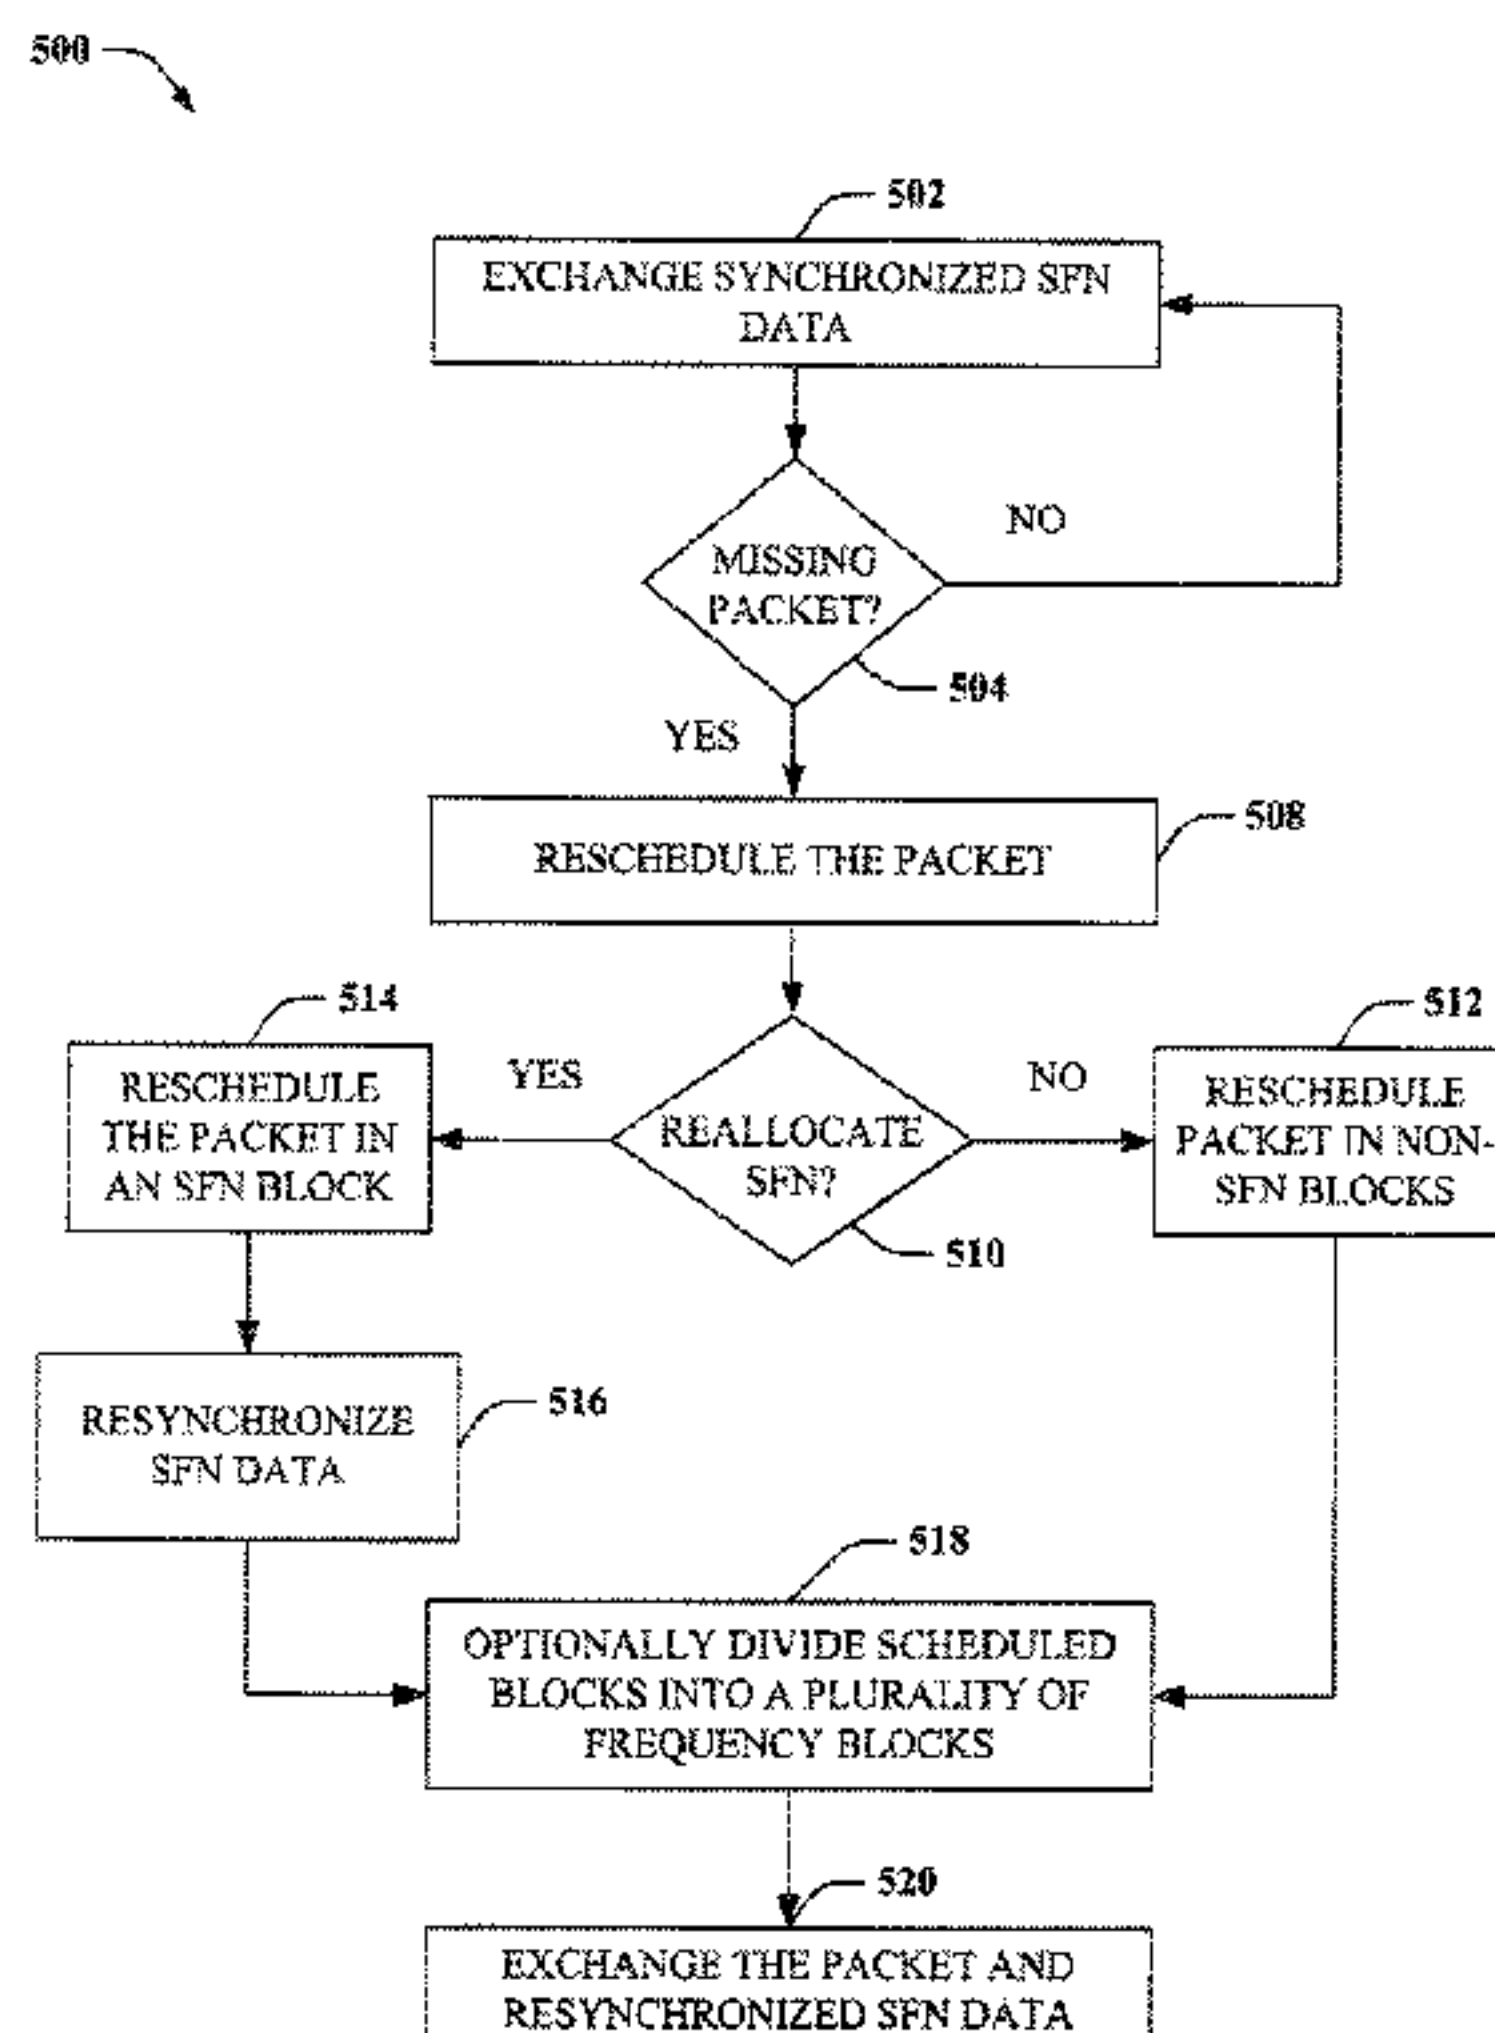 500
502
EXCHANGE SYNCHRONIZED SFN
DATA
NO
MISSING
PACKET?
504
YES
508
RESCHEDULE THE PACKET
514
512
YES
NO
RESCHEDULE
THE PACKET IN
AN SFN BLOCK
REALLOCATE
SFN?
RESCHEDULE
PACKET IN NON-
SFN BLOCKS
510
516
RESYNCHRONIZE
SFN DATA
518
OPTIONALLY DIVIDE SCHEDULED
BLOCKS INTO A PLURALITY OF
FREQUENCY BLOCKS
520
EXCHANGE THE PACKET AND
RESYNCHRONIZED SFN DATA